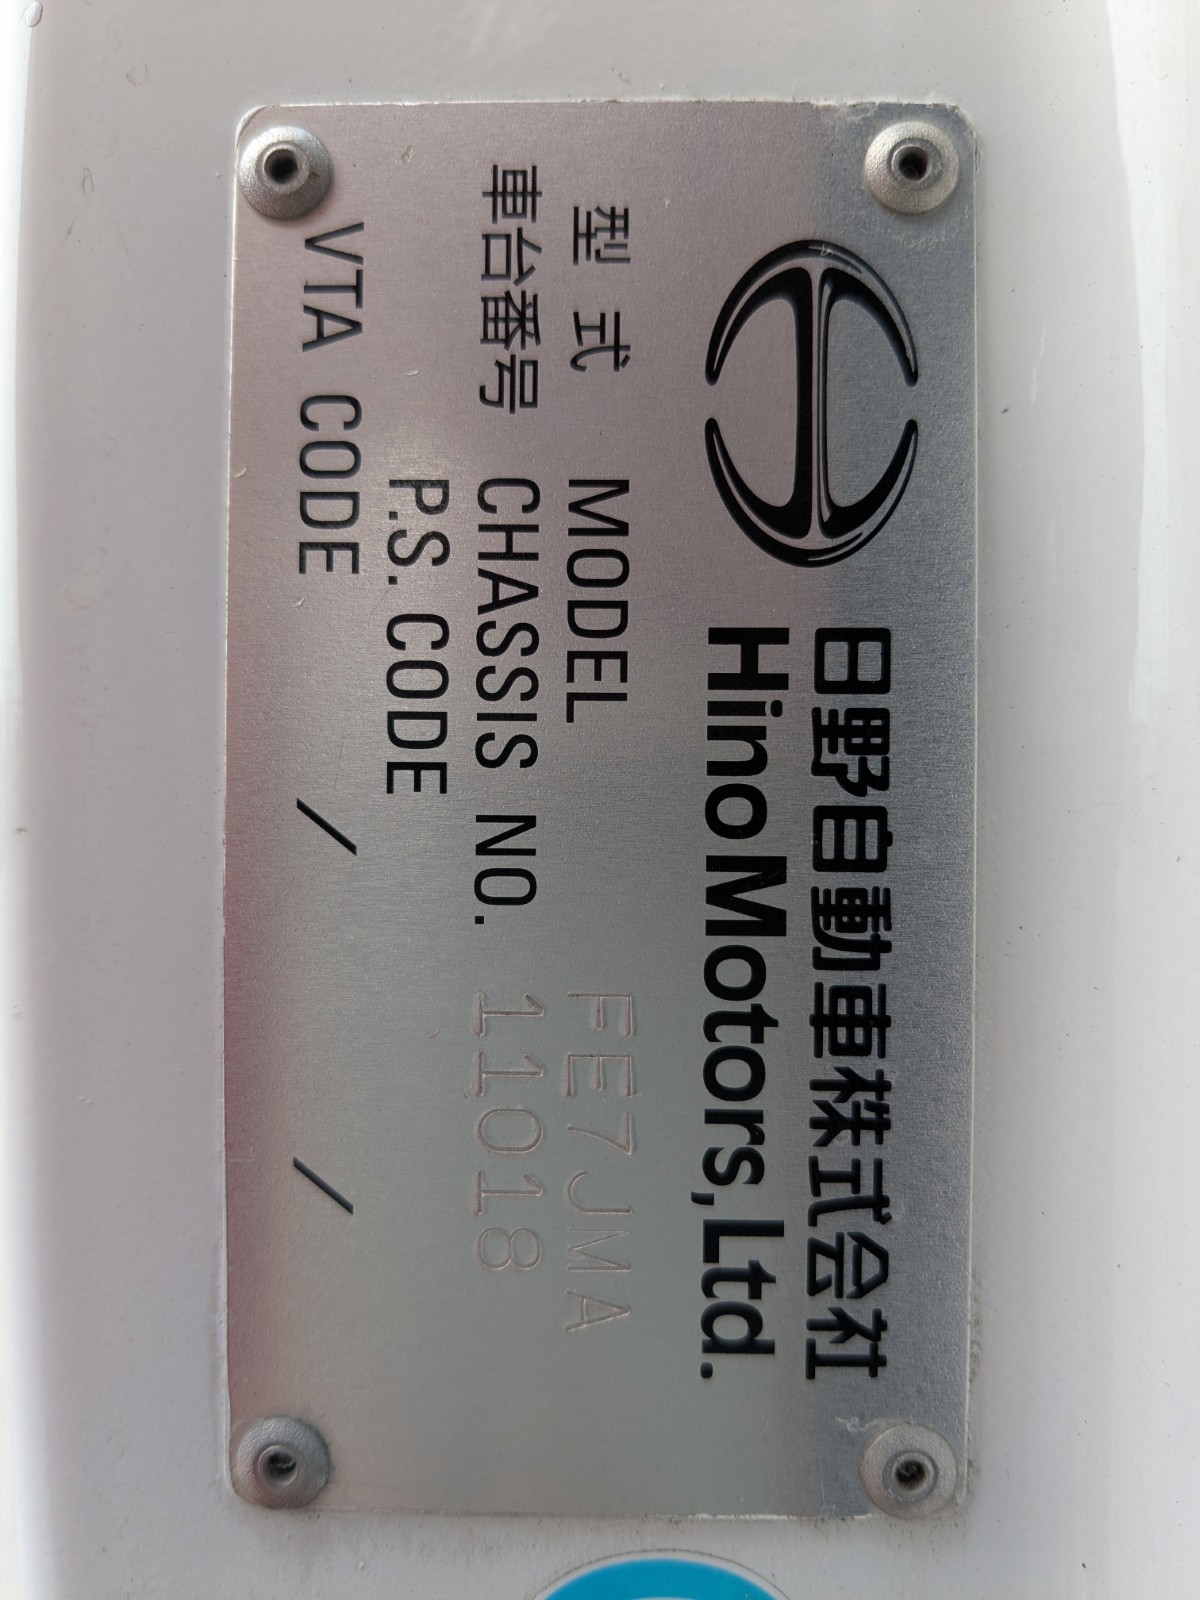 日野自動車株式会社
Hino Motors, Ltd.
型式 MODEL FE7JMA
車台番号 CHASSIS NO. 11018
P.S. CODE
VTA CODE / /